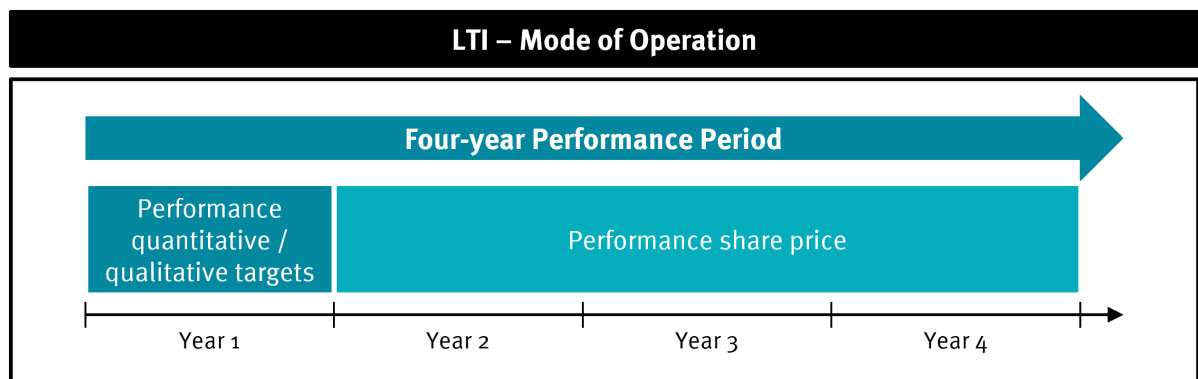 LTI – Mode of Operation
Four-year Performance Period
Performance
quantitative /
qualitative targets
Performance share price
Year 1
Year 2
Year 3
Year 4